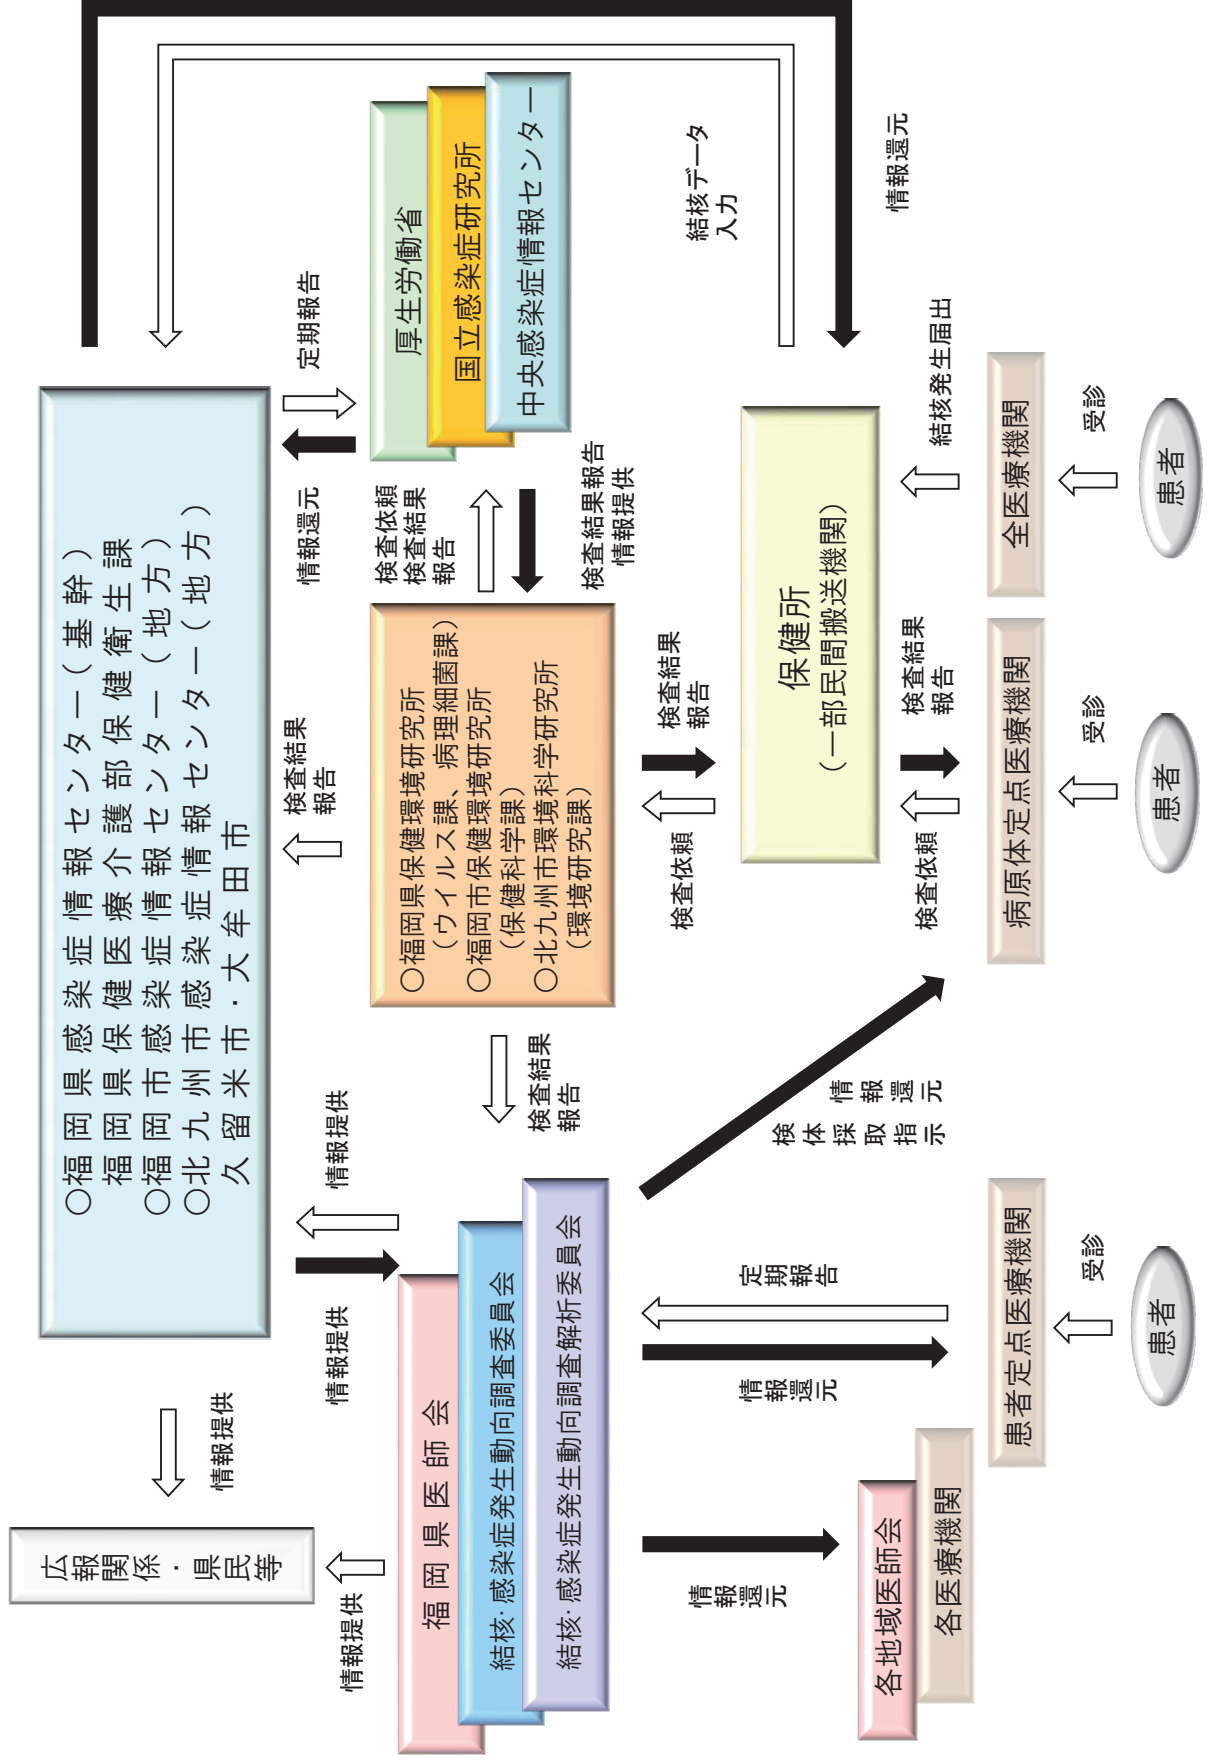 ○福岡県感染症情報センター（基幹）
福岡県保健医療介護部保健衛生課
○福岡市感染症情報センター（地方）
○北九州市感染症情報センター（地方）
久留米市・大牟田市
広報関係・県民等
情報提供
情報提供
情報提供
情報提供
検査結果
報告
情報還元
定期報告
厚生労働省
国立感染症研究所
中央感染症情報センター
検査依頼
検査結果
報告
検査結果報告
情報提供
○福岡県保健環境研究所
（ウイルス課、病理細菌課）
○福岡市保健環境研究所
（保健科学課）
○北九州市環境科学研究所
（環境研究課）
検査結果
報告
福岡県医師会
結核・感染症発生動向調査委員会
結核・感染症発生動向調査解析委員会
結核データ
入力
情報還元
検査依頼
検査結果
報告
保健所
（一部民間搬送機関）
検査依頼
検査結果
報告
結核発生届出
情報還元
検体採取指示
定期報告
情報還元
情報還元
各地域医師会
各医療機関
患者定点医療機関
病原体定点医療機関
全医療機関
受診
受診
受診
患者
患者
患者